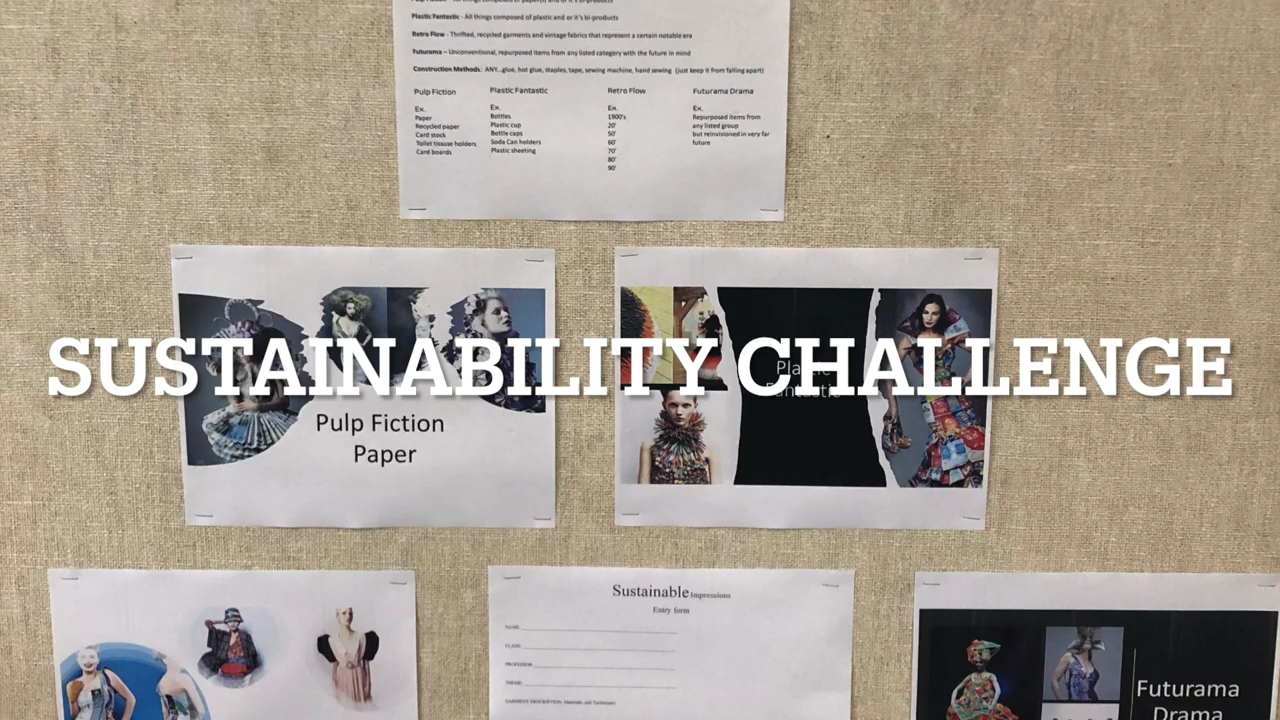 Plastic Fantastic - All things composed of plastic and or it's bi-products
Retro Flow - Thrifted, recycled garments and vintage fabrics that represent a certain notable era
Futurama – Unconventional, repurposed items from any listed category with the future in mind
Construction Methods: ANY...glue, hot glue, staples, tape, sewing machine, hand sewing (just keep it from falling apart)
Pulp Fiction Plastic Fantastic Retro Flow Futurama Drama
Ex. Ex. Ex. Ex.
Paper Bottles 1900's Repurposed items from
Recycled paper Plastic cup 20' any listed group
Card stock Bottle caps 50' but reinvisioned in very far
Toilet tissuse holders Soda Can holders 60' future
Card boards Plastic sheeting 70'
80'
90'
SUSTAINABILITY CHALLENGE
Plastic
Fantastic
Pulp Fiction
Paper
Sustainable Impressions
Entry form
NAME
CLASS
PROFESSOR
THEME
GARMENT DESCRIPTION: Materials and Techniques
Futurama
Drama